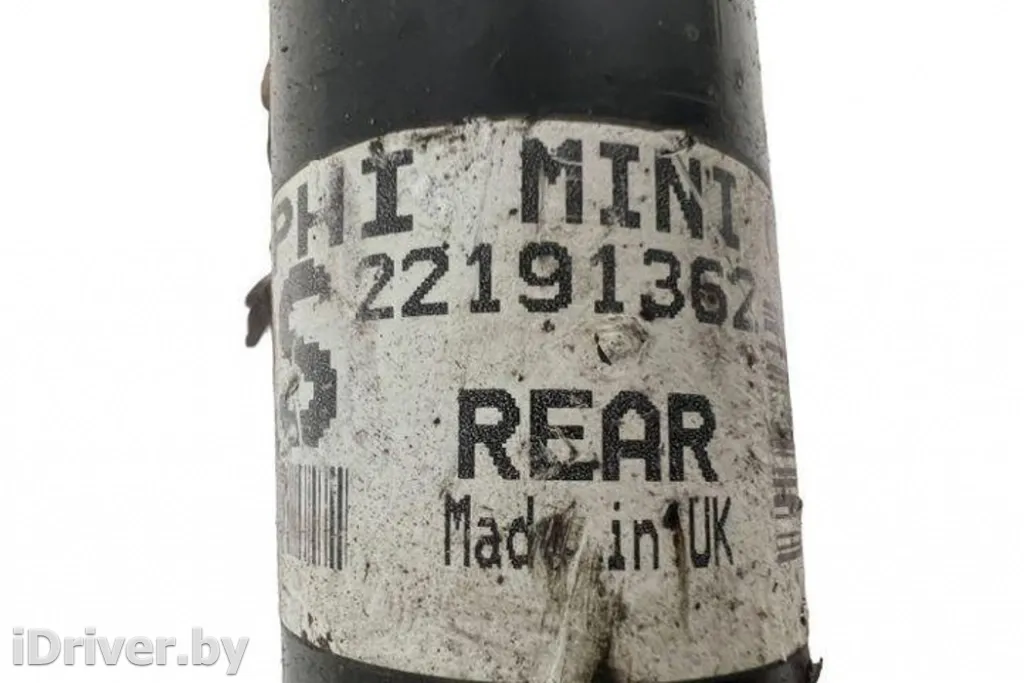 PHI MINI
22191362
S
REAR
Made in UK
iDriver.by